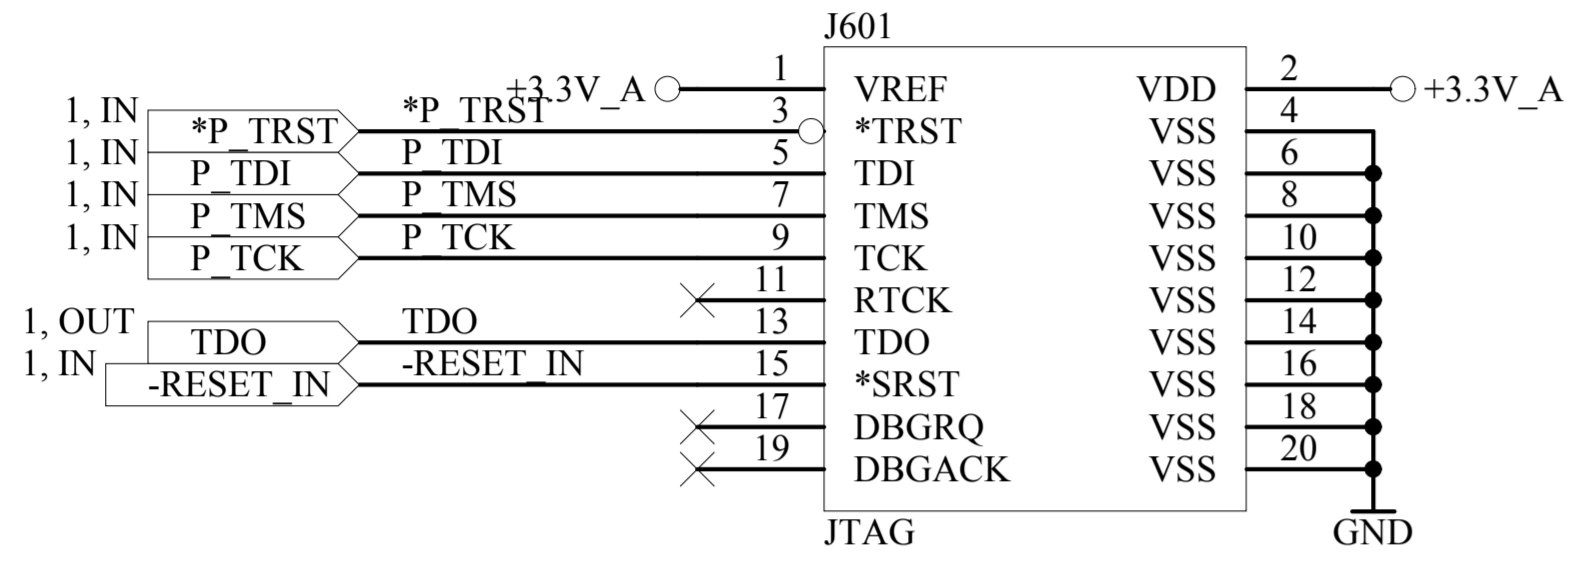 J601
+3.3V_A 1 VREF VDD 2 +3.3V_A
1, IN *P_TRST *P_TRST 3 *TRST VSS 4
1, IN P_TDI P_TDI 5 TDI VSS 6
1, IN P_TMS P_TMS 7 TMS VSS 8
1, IN P_TCK P_TCK 9 TCK VSS 10
11 RTCK VSS 12
1, OUT TDO TDO 13 TDO VSS 14
1, IN -RESET_IN -RESET_IN 15 *SRST VSS 16
17 DBGRQ VSS 18
19 DBGACK VSS 20
JTAG GND